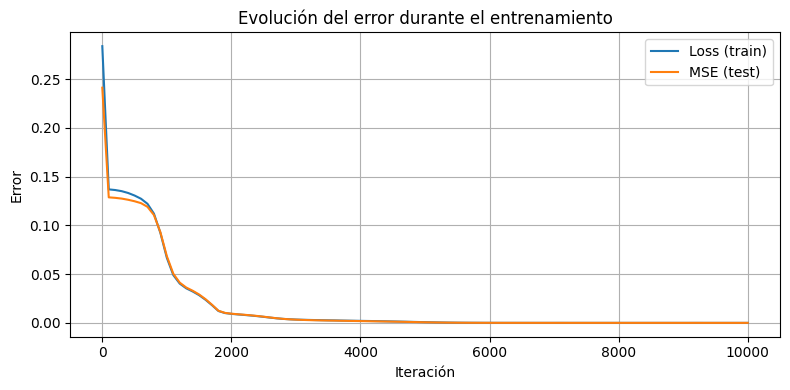 Evolución del error durante el entrenamiento
Loss (train)
MSE (test)
Error
0.25
0.20
0.15
0.10
0.05
0.00
0 2000 4000 6000 8000 10000
Iteración